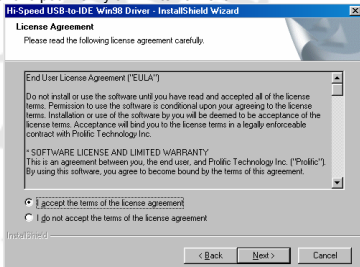 Hi-Speed USB-to-IDE Win98 Driver - InstallShield Wizard
License Agreement
Please read the following license agreement carefully.
End User License Agreement ("EULA")
Do not install or use the software until you have read and accepted all of the license
terms. Permission to use the software is conditional upon your agreeing to the license
terms. Installation or use of the software by you will be deemed to be acceptance of the
license terms. Acceptance will bind you to the license terms in a legally enforceable
contract with Prolific Technology Inc.
* SOFTWARE LICENSE AND LIMITED WARRANTY
This is an agreement between you, the end user, and Prolific Technology Inc. ("Prolific").
By using this software, you agree to become bound by the terms of this agreement.
I accept the terms of the license agreement
I do not accept the terms of the license agreement
InstallShield
< Back
Next >
Cancel